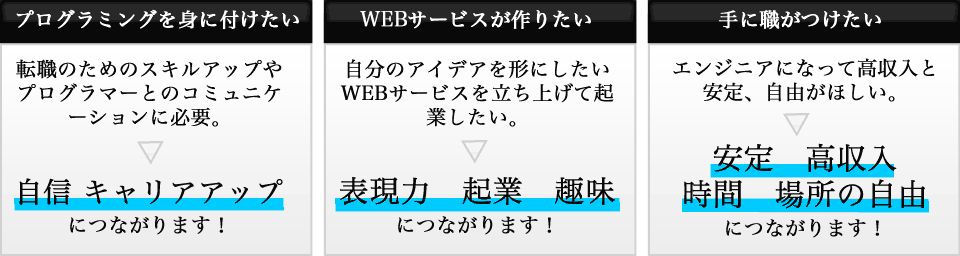 プログラミングを身に付けたい
転職のためのスキルアップや
プログラマーとのコミュニケ
ーションに必要。
自信 キャリアアップ
につながります！
WEBサービスが作りたい
自分のアイデアを形にしたい
WEBサービスを立ち上げて起
業したい。
表現力　起業　趣味
につながります！
手に職がつけたい
エンジニアになって高収入と
安定、自由がほしい。
安定　高収入
時間　場所の自由
につながります！